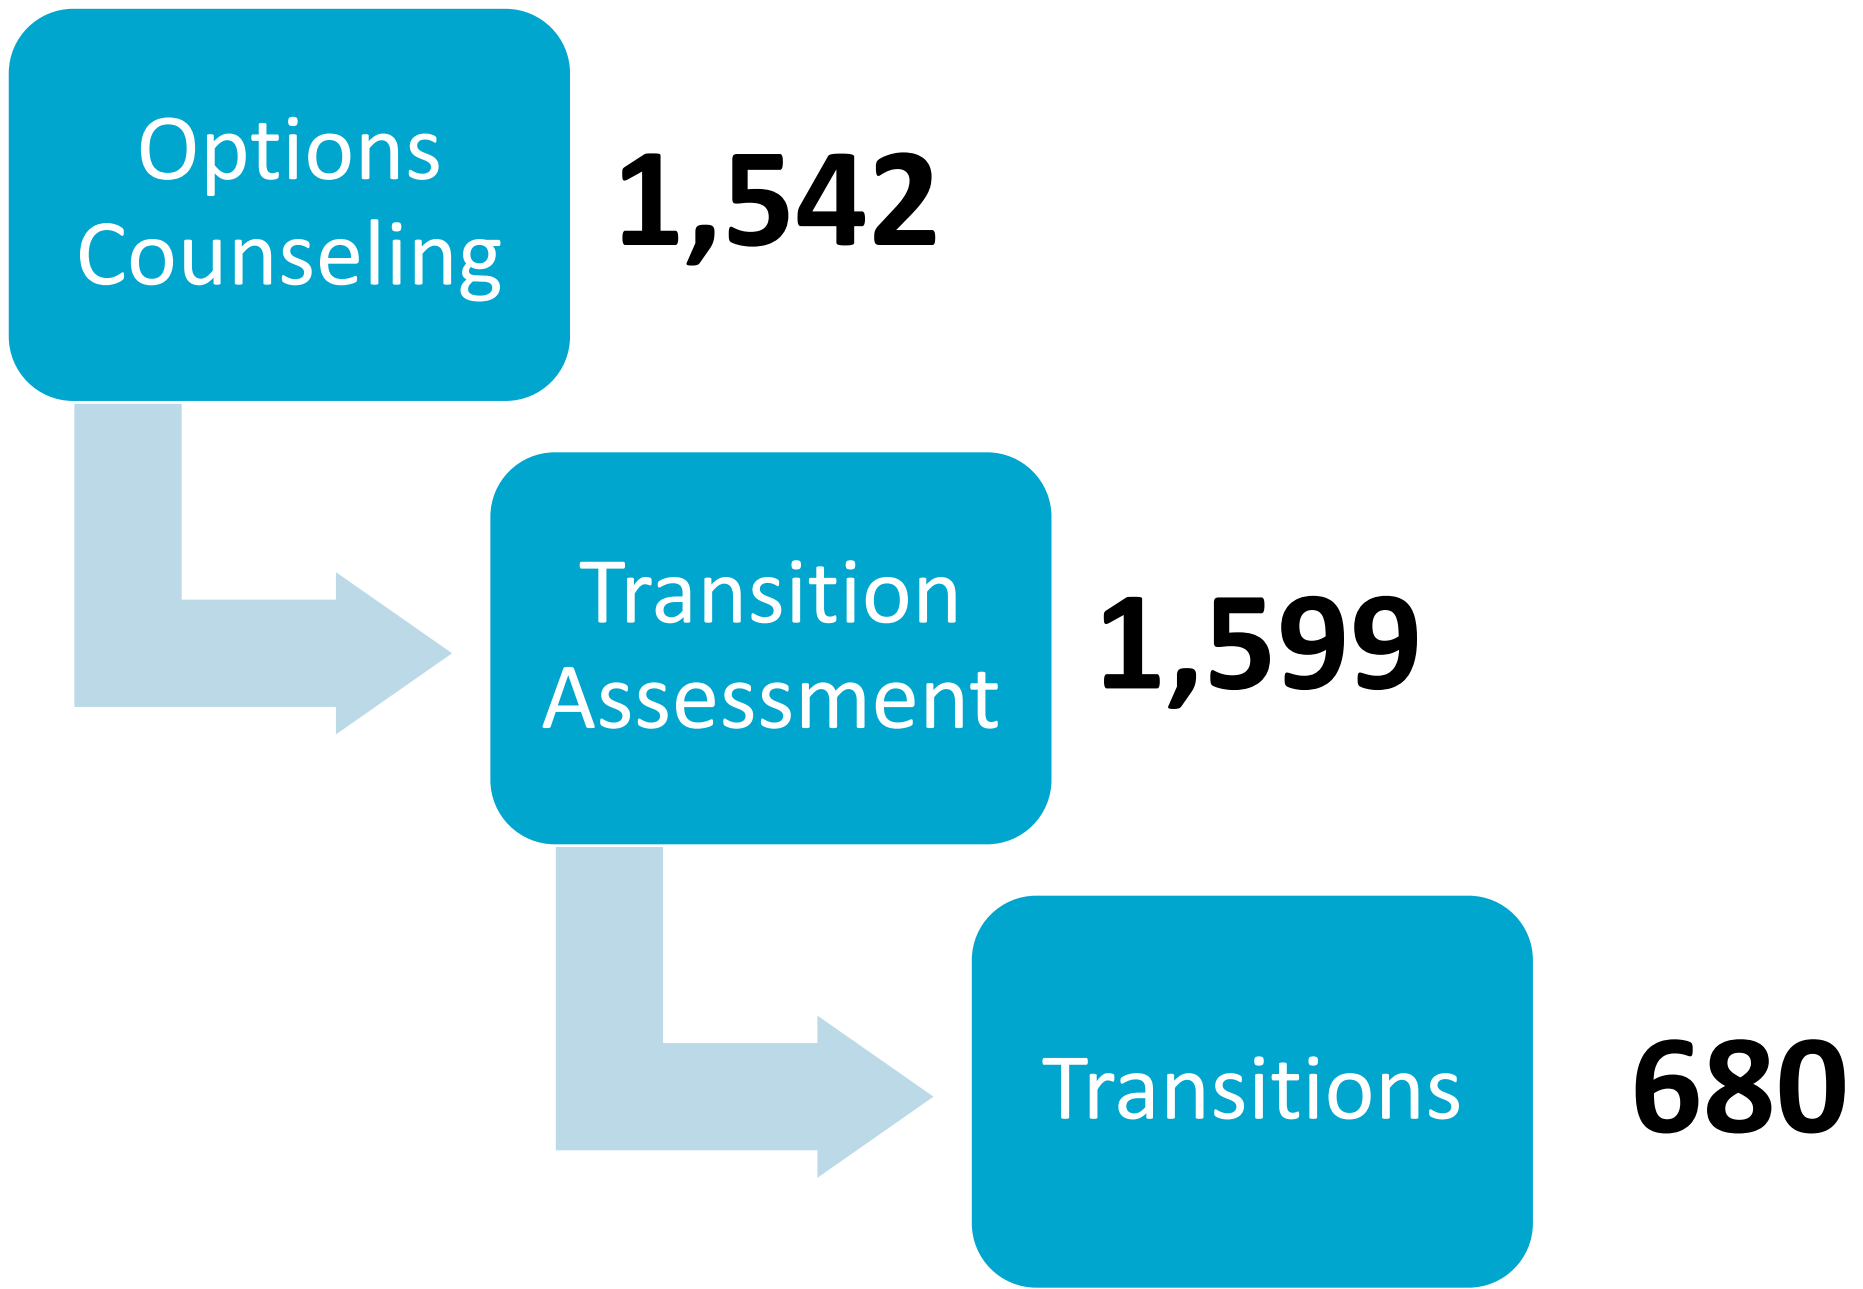 Options
Counseling
1,542
Transition
Assessment
1,599
Transitions
680